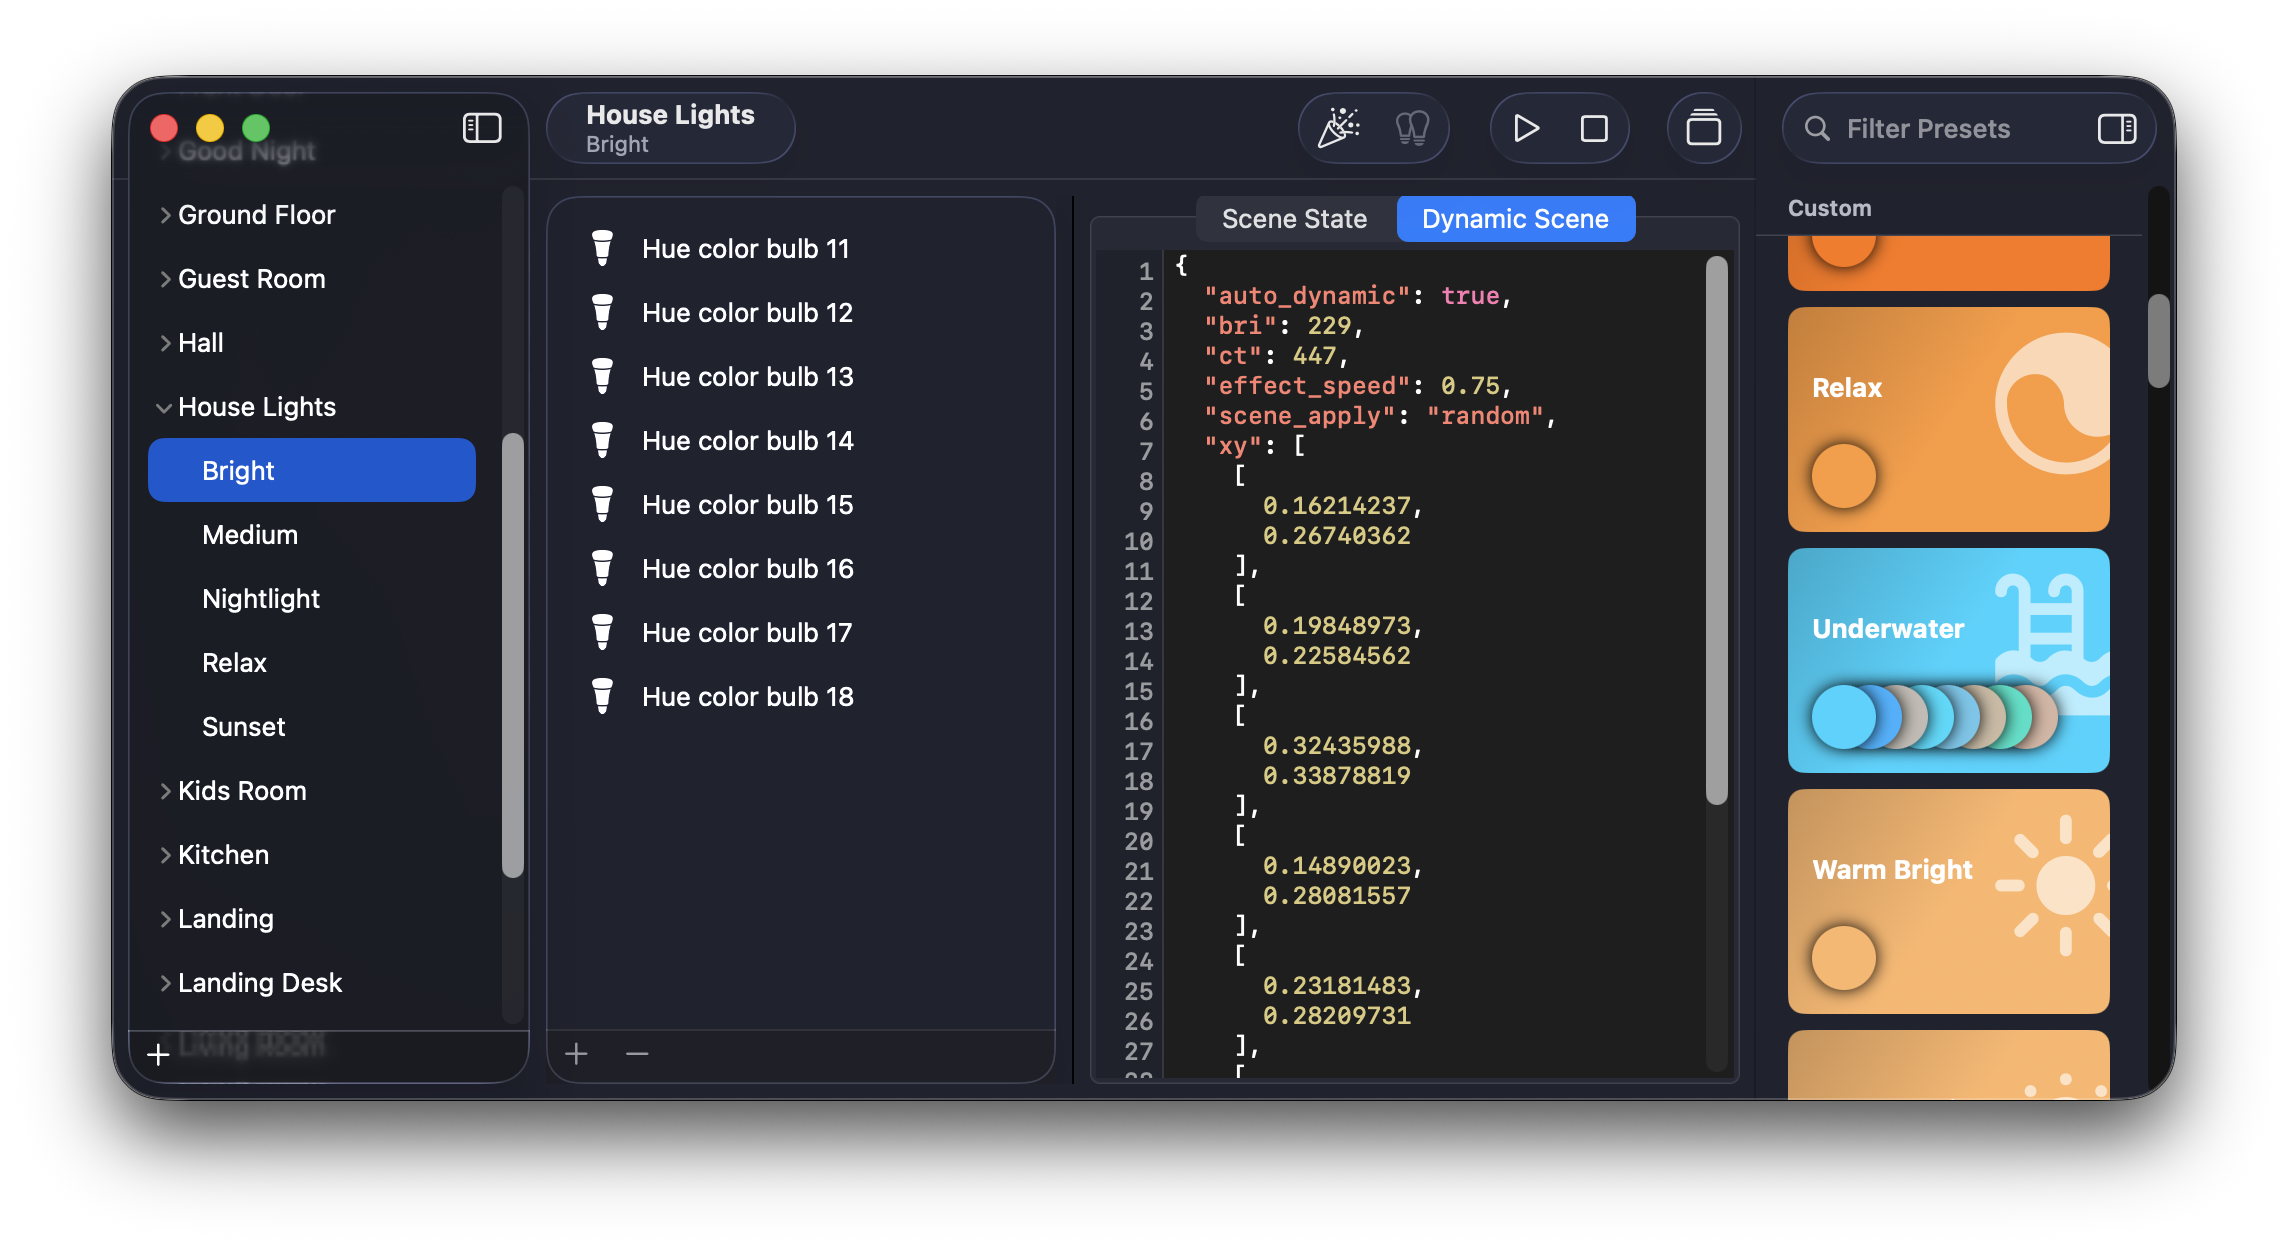 Good Night
Ground Floor
Guest Room
Hall
House Lights
Bright
Medium
Nightlight
Relax
Sunset
Kids Room
Kitchen
Landing
Landing Desk
Living Room
House Lights
Bright
Hue color bulb 11
Hue color bulb 12
Hue color bulb 13
Hue color bulb 14
Hue color bulb 15
Hue color bulb 16
Hue color bulb 17
Hue color bulb 18
Scene State
Dynamic Scene
1 {
2 "auto_dynamic": true,
3 "bri": 229,
4 "ct": 447,
5 "effect_speed": 0.75,
6 "scene_apply": "random",
7 "xy": [
8 [
9 0.16214237,
10 0.26740362
11 ],
12 [
13 0.19848973,
14 0.22584562
15 ],
16 [
17 0.32435988,
18 0.33878819
19 ],
20 [
21 0.14890023,
22 0.28081557
23 ],
24 [
25 0.23181483,
26 0.28209731
27 ],
28 [
Filter Presets
Custom
Relax
Underwater
Warm Bright